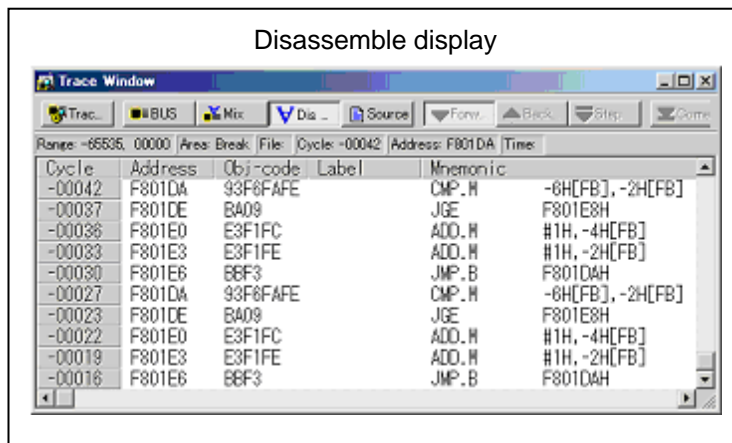 Disassemble display
Trace Window
Trac... BUS Mix Dis ... Source Forw.. Back. Step. Come
Range: -65535, 00000 Area: Break File: Cycle: -00042 Address: F801DA Time:
Cycle Address Obj-code Label Mnemonic
-00042 F801DA 93F6FAFE CMP.W -6H[FB],-2H[FB]
-00037 F801DE BA09 JGE F801E8H
-00036 F801E0 E3F1FC ADD.W #1H,-4H[FB]
-00033 F801E3 E3F1FE ADD.W #1H,-2H[FB]
-00030 F801E6 BBF3 JMP.B F801DAH
-00027 F801DA 93F6FAFE CMP.W -6H[FB],-2H[FB]
-00023 F801DE BA09 JGE F801E8H
-00022 F801E0 E3F1FC ADD.W #1H,-4H[FB]
-00019 F801E3 E3F1FE ADD.W #1H,-2H[FB]
-00016 F801E6 BBF3 JMP.B F801DAH